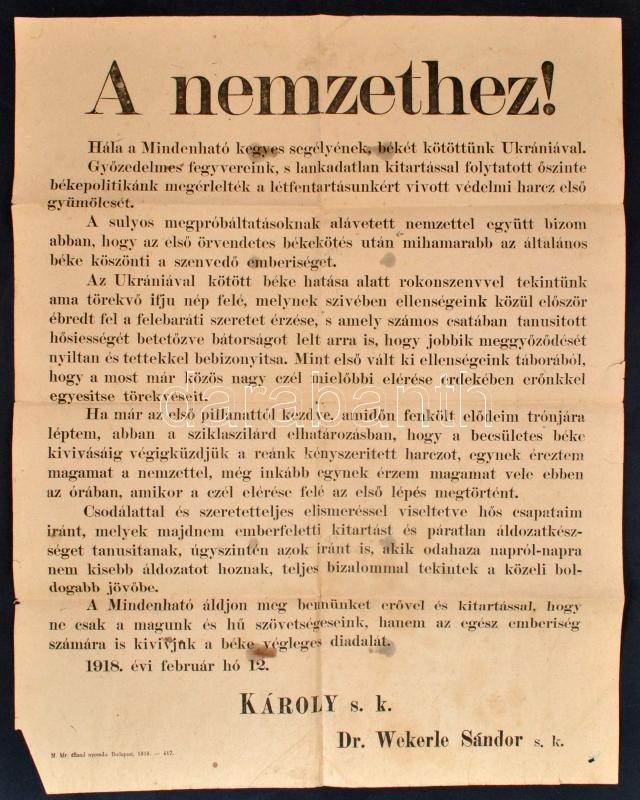 A nemzethez!
Hála a Mindenható kegyes segélyének, békét kötöttünk Ukrániával.
Győzedelmes fegyvereink, s lankadatlan kitartással folytatott őszinte
békepolitikánk megérlelték a létfentartásunkért vivott védelmi harcz első
gyümölcsét.
A sulyos megpróbáltatásoknak alávetett nemzettel együtt bizom
abban, hogy az első örvendetes békekötés után mihamarabb az általános
béke köszönti a szenvedő emberiséget.
Az Ukrániával kötött béke hatása alatt rokonszenvvel tekintünk
ama törekvő ifju nép felé, melynek szivében ellenségeink közül először
ébredt fel a felebaráti szeretet érzése, s amely számos csatában tanusitott
hősiességét betetőzve bátorságot lelt arra is, hogy jobbik meggyőződését
nyiltan és tettekkel bebizonyitsa. Mint első vált ki ellenségeink táborából,
hogy a most már közös nagy czél mielőbbi elérése érdekében erőnkkel
egyesitse törekvéseit.
Ha már az első pillanattól kezdve, amidőn fenkölt elődeim trónjára
léptem, abban a sziklaszilárd elhatározásban, hogy a becsületes béke
kivivásáig végigküzdjük a reánk kényszeritett harczot, egynek éreztem
magamat a nemzettel, még inkább egynek érzem magamat vele ebben
az órában, amikor a czél elérése felé az első lépés megtörtént.
Csodálattal és szeretetteljes elismeréssel viseltetve hős csapataim
iránt, melyek majdnem emberfeletti kitartást és páratlan áldozatkész-
séget tanusitanak, úgyszintén azok iránt is, akik odahaza napról-napra
nem kisebb áldozatot hoznak, teljes bizalommal tekintek a közeli bol-
dogabb jövőbe.
A Mindenható áldjon meg bennünket erővel és kitartással, hogy
ne csak a magunk és hű szövetségeseink, hanem az egész emberiség
számára is kivivjuk a béke végleges diadalát.
1918. évi február hó 12.
KÁROLY s. k.
Dr. Wekerle Sándor s. k.
M. kir. állami nyomda Budapest, 1918. — 417.
darabanth